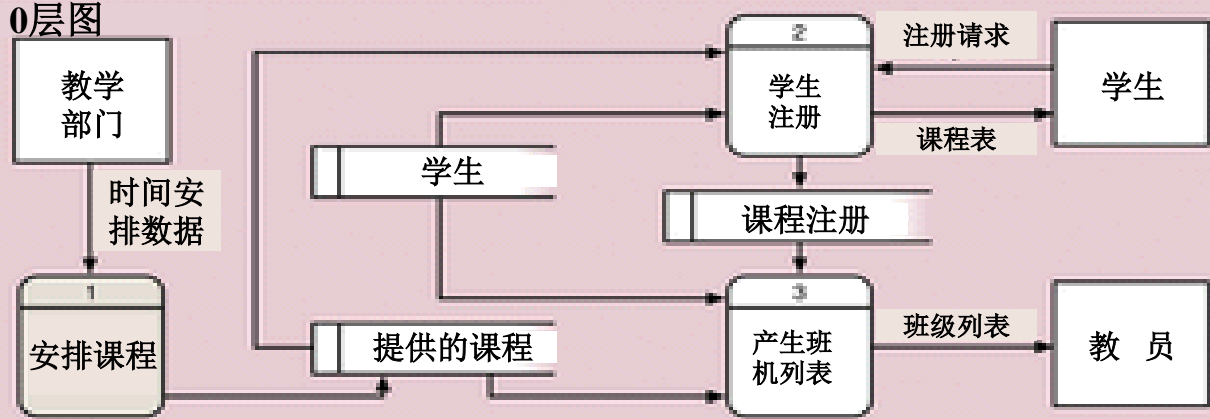 0层图
教学
部门
时间安
排数据
1
安排课程
学生
提供的课程
2
学生
注册
注册请求
课程表
学生
课程注册
3
产生班
机列表
班级列表
教 员